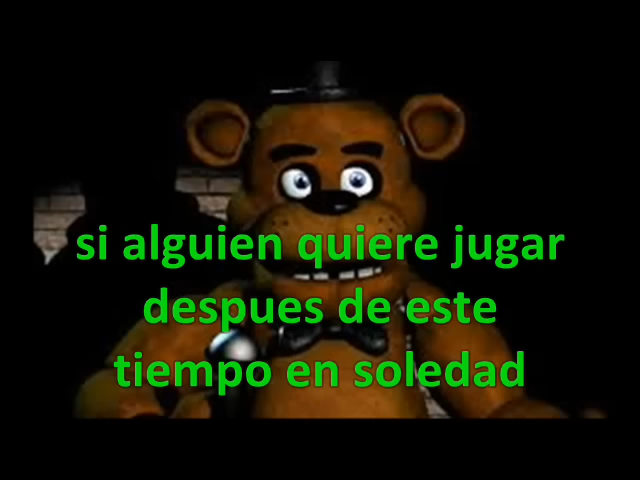 si alguien quiere jugar
despues de este
tiempo en soledad